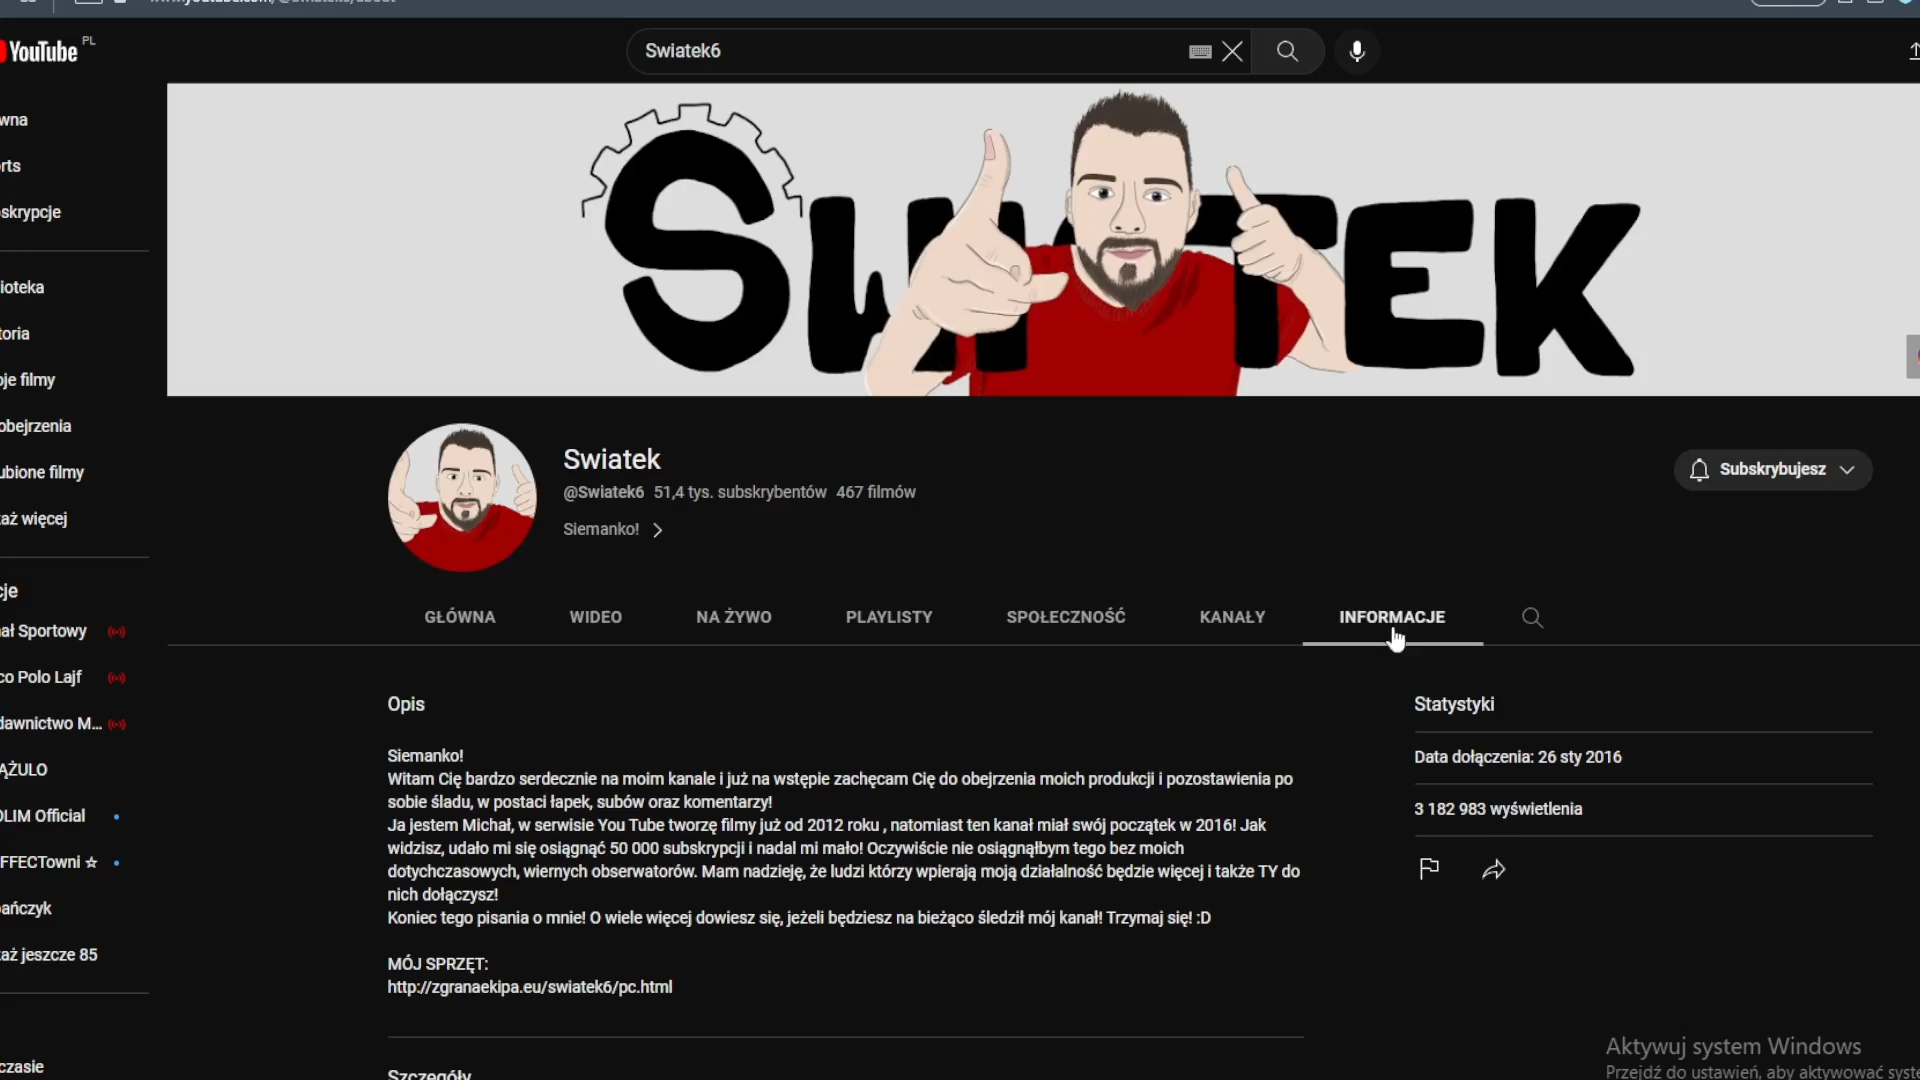 YouTube PL
Swiatek6
wna
rts
skrypcje
ioteka
toria
je filmy
obejrzenia
ubione filmy
aż więcej
cje
ał Sportowy
co Polo Lajf
dawnictwo M...
ĄŻULO
OLIM Official
FFECTowni ☆
pańczyk
aż jeszcze 85
czasie
SWIATEK
Swiatek
@Swiatek6 51,4 tys. subskrybentów 467 filmów
Siemanko!
Subskrybujesz
GŁÓWNA WIDEO NA ŻYWO PLAYLISTY SPOŁECZNOŚĆ KANAŁY INFORMACJE
Opis
Siemanko!
Witam Cię bardzo serdecznie na moim kanale i już na wstępie zachęcam Cię do obejrzenia moich produkcji i pozostawienia po
sobie śladu, w postaci łapek, subów oraz komentarzy!
Ja jestem Michał, w serwisie You Tube tworzę filmy już od 2012 roku , natomiast ten kanał miał swój początek w 2016! Jak
widzisz, udało mi się osiągnąć 50 000 subskrypcji i nadal mi mało! Oczywiście nie osiągnąłbym tego bez moich
dotychczasowych, wiernych obserwatorów. Mam nadzieję, że ludzi którzy wpierają moją działalność będzie więcej i także TY do
nich dołączysz!
Koniec tego pisania o mnie! O wiele więcej dowiesz się, jeżeli będziesz na bieżąco śledził mój kanał! Trzymaj się! :D
MÓJ SPRZĘT:
http://zgranaekipa.eu/swiatek6/pc.html
Szczegóły
Statystyki
Data dołączenia: 26 sty 2016
3 182 983 wyświetlenia
Aktywuj system Windows
Przejdź do ustawień, aby aktywować syste